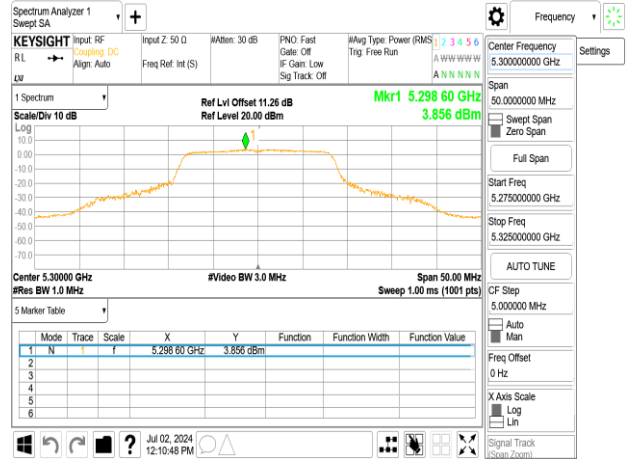 Spectrum Analyzer 1
Swept SA
+
Frequency
Settings
KEYSIGHT
RL
LXI
Input: RF
Coupling: DC
Align: Auto
Input Z: 50 Ω
Freq Ref: Int (S)
#Atten: 30 dB
PNO: Fast
Gate: Off
IF Gain: Low
Sig Track: Off
#Avg Type: Power (RMS
Trig: Free Run
1 2 3 4 5 6
A W W W W W
A N N N N N
1 Spectrum
Scale/Div 10 dB
Ref Lvl Offset 11.26 dB
Ref Level 20.00 dBm
Mkr1 5.298 60 GHz
3.856 dBm
Log
10.0
0.00
-10.0
-20.0
-30.0
-40.0
-50.0
-60.0
-70.0
1
Center 5.30000 GHz
#Res BW 1.0 MHz
#Video BW 3.0 MHz
Span 50.00 MHz
Sweep 1.00 ms (1001 pts)
5 Marker Table
Mode Trace Scale X Y Function Function Width Function Value
1 N 1 f 5.298 60 GHz 3.856 dBm
2
3
4
5
6
Center Frequency
5.300000000 GHz
Span
50.0000000 MHz
Swept Span
Zero Span
Full Span
Start Freq
5.275000000 GHz
Stop Freq
5.325000000 GHz
AUTO TUNE
CF Step
5.000000 MHz
Auto
Man
Freq Offset
0 Hz
X Axis Scale
Log
Lin
Signal Track
(Span Zoom)
?
Jul 02, 2024
12:10:48 PM